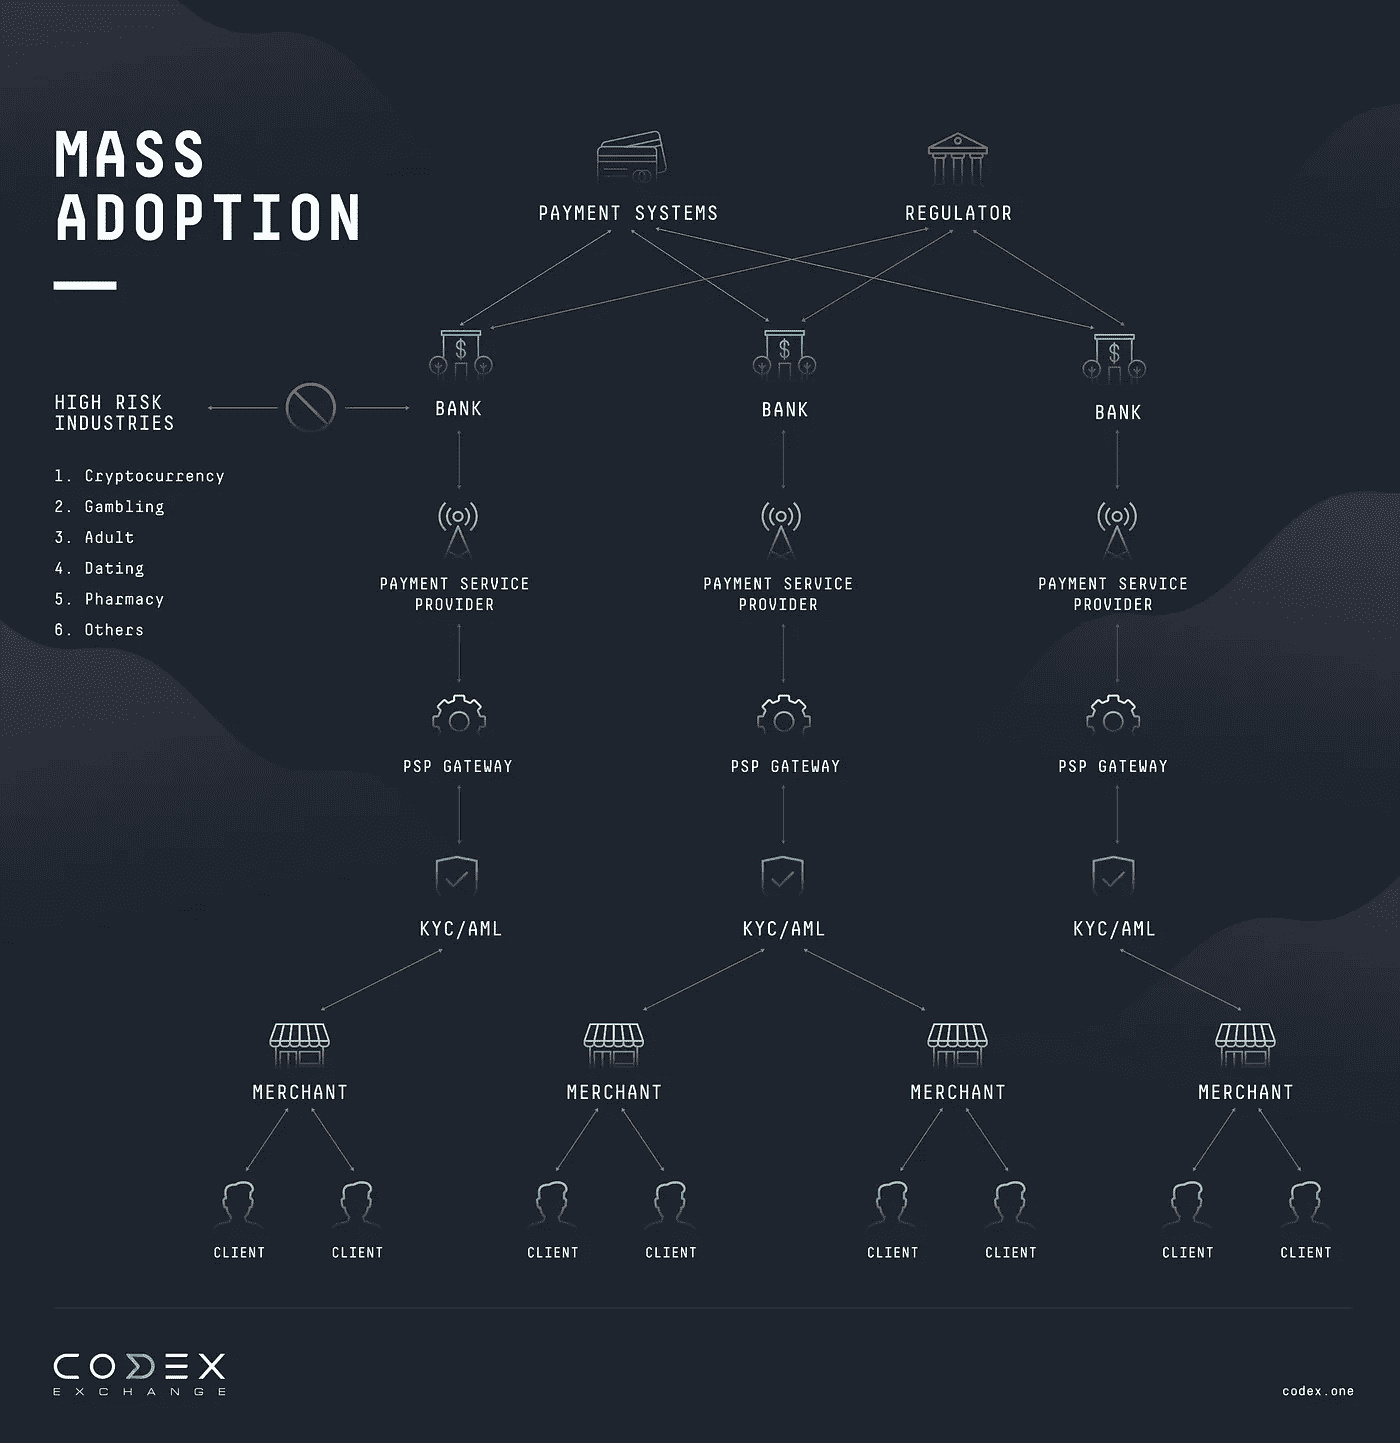 MASS
ADOPTION
PAYMENT SYSTEMS
REGULATOR
HIGH RISK
INDUSTRIES
1. Cryptocurrency
2. Gambling
3. Adult
4. Dating
5. Pharmacy
6. Others
$
$
$
BANK
BANK
BANK
PAYMENT SERVICE
PROVIDER
PAYMENT SERVICE
PROVIDER
PAYMENT SERVICE
PROVIDER
PSP GATEWAY
PSP GATEWAY
PSP GATEWAY
KYC/AML
KYC/AML
KYC/AML
MERCHANT
MERCHANT
MERCHANT
MERCHANT
CLIENT
CLIENT
CLIENT
CLIENT
CLIENT
CLIENT
CLIENT
CLIENT
CODEX
EXCHANGE
codex.one